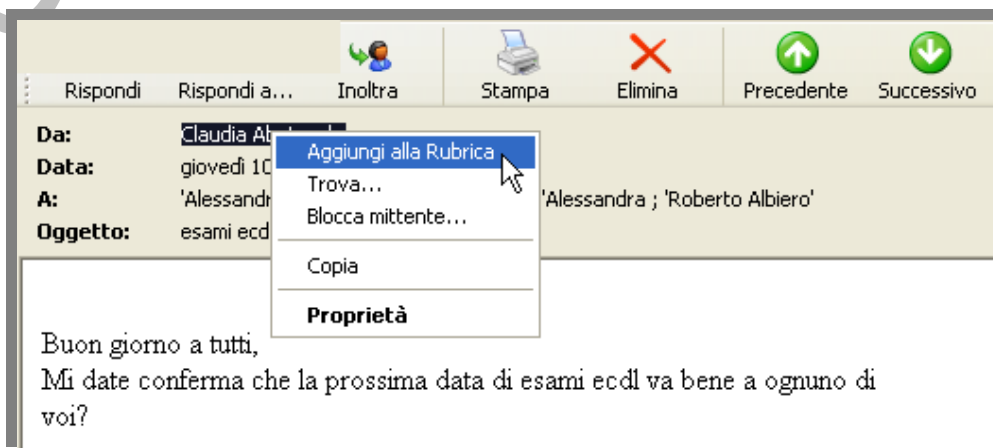 Rispondi Rispondi a... Inoltra Stampa Elimina Precedente Successivo
Da: Claudia
Data: giovedì 10
A: 'Alessandra ; 'Roberto Albiero'
Oggetto: esami ecd
Aggiungi alla Rubrica
Trova...
Blocca mittente...
Copia
Proprietà
Buon giorno a tutti,
Mi date conferma che la prossima data di esami ecdl va bene a ognuno di
voi?